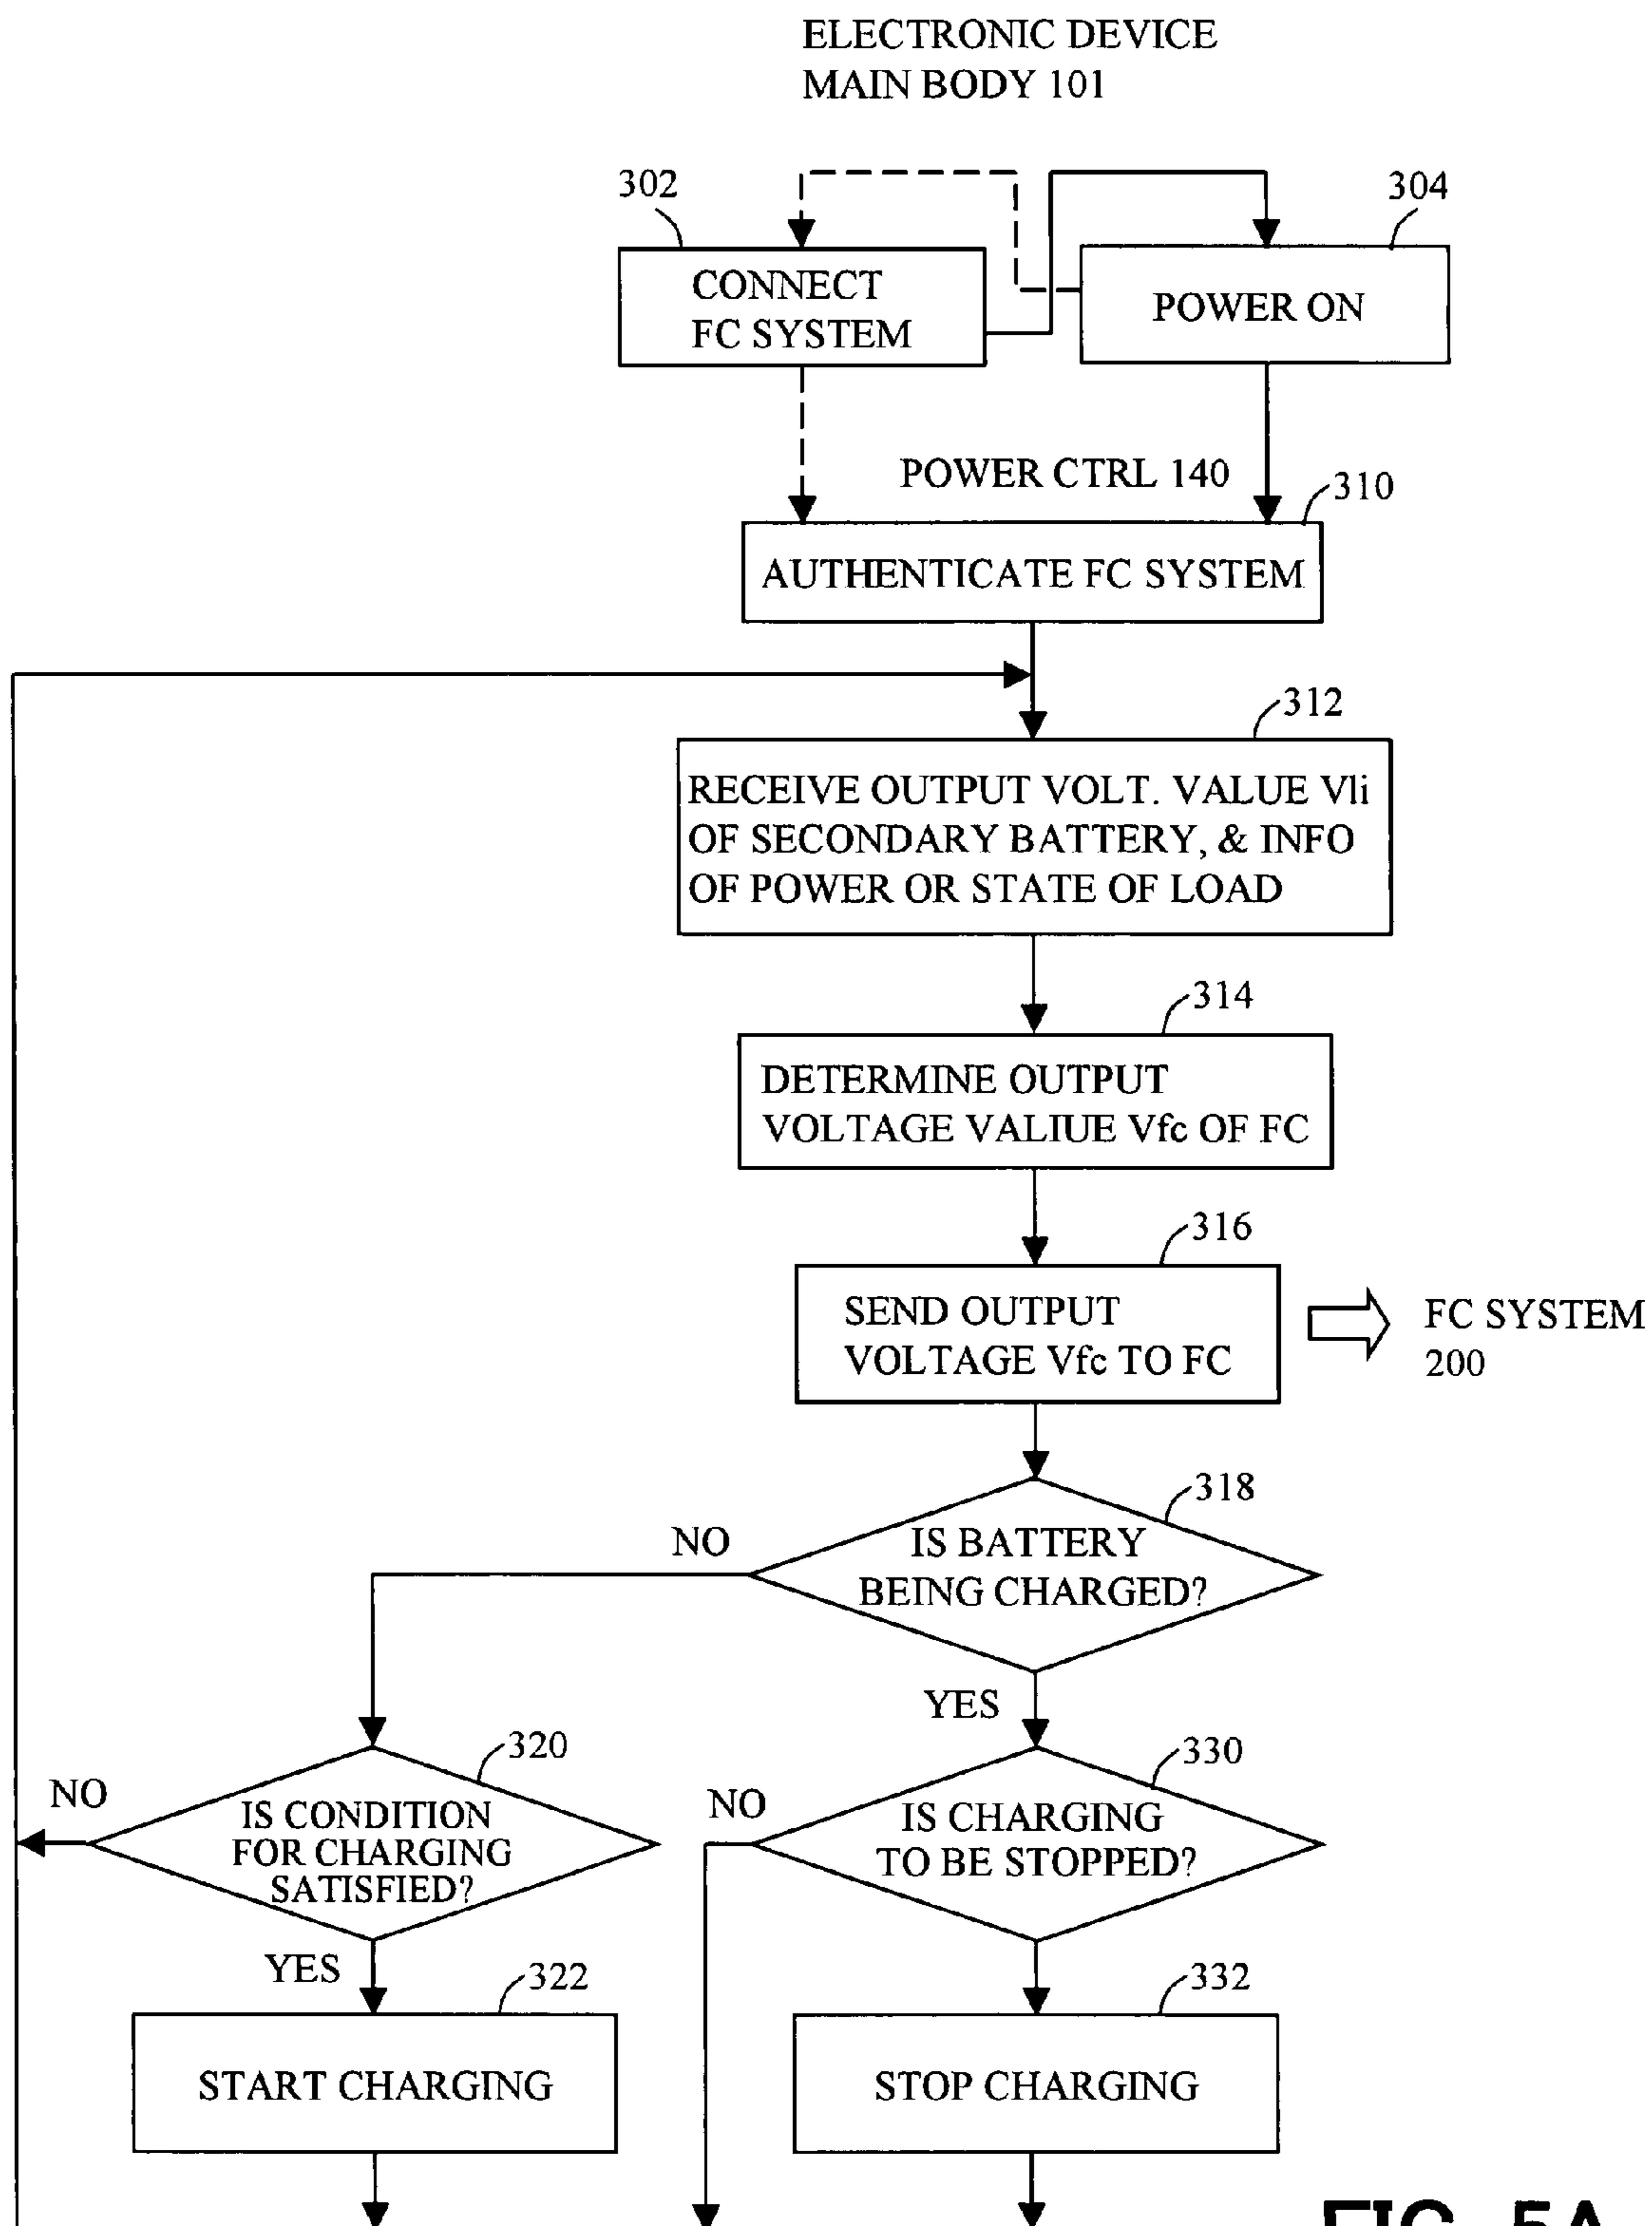 ELECTRONIC DEVICE
MAIN BODY 101
302
304
CONNECT
FC SYSTEM
POWER ON
POWER CTRL 140
310
AUTHENTICATE FC SYSTEM
312
RECEIVE OUTPUT VOLT. VALUE Vli
OF SECONDARY BATTERY, & INFO
OF POWER OR STATE OF LOAD
314
DETERMINE OUTPUT
VOLTAGE VALIUE Vfc OF FC
316
SEND OUTPUT
VOLTAGE Vfc TO FC
FC SYSTEM
200
318
NO
IS BATTERY
BEING CHARGED?
YES
320
330
NO
IS CONDITION
FOR CHARGING
SATISFIED?
NO
IS CHARGING
TO BE STOPPED?
YES
322
332
START CHARGING
STOP CHARGING
FIG. 5A